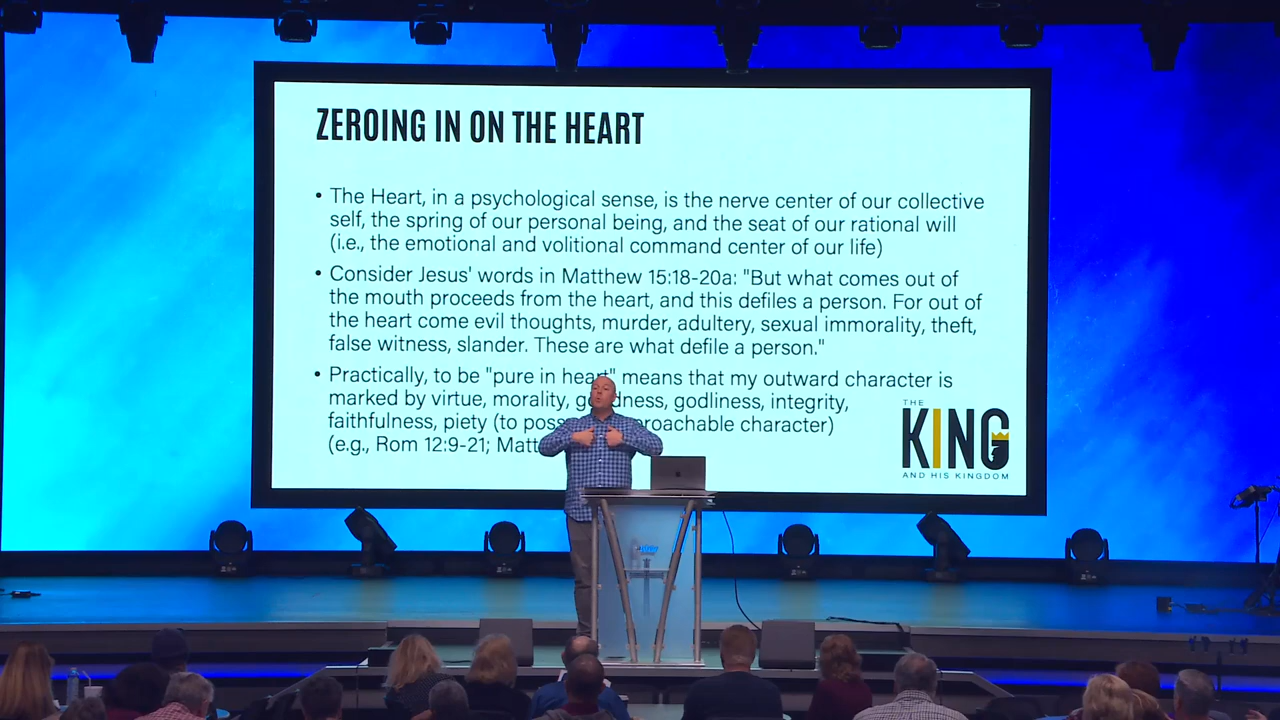 ZEROING IN ON THE HEART
• The Heart, in a psychological sense, is the nerve center of our collective
self, the spring of our personal being, and the seat of our rational will
(i.e., the emotional and volitional command center of our life)
• Consider Jesus' words in Matthew 15:18-20a: "But what comes out of
the mouth proceeds from the heart, and this defiles a person. For out of
the heart come evil thoughts, murder, adultery, sexual immorality, theft,
false witness, slander. These are what defile a person."
• Practically, to be "pure in heart" means that my outward character is
marked by virtue, morality, goodness, godliness, integrity,
faithfulness, piety (to character)
(e.g., Rom 12:9-21;
THE
KING
AND HIS KINGDOM